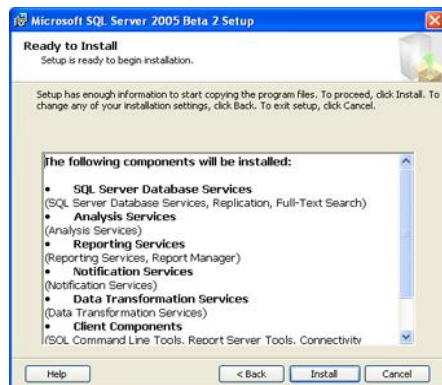 Microsoft SQL Server 2005 Beta 2 Setup
Ready to Install
Setup is ready to begin installation.
Setup has enough information to start copying the program files. To proceed, click Install. To
change any of your installation settings, click Back. To exit setup, click Cancel.
The following components will be installed:
• SQL Server Database Services
(SQL Server Database Services, Replication, Full-Text Search)
• Analysis Services
(Analysis Services)
• Reporting Services
(Reporting Services, Report Manager)
• Notification Services
(Notification Services)
• Data Transformation Services
(Data Transformation Services)
• Client Components
(SQL Command Line Tools, Report Server Tools, Connectivity
Help
< Back
Install
Cancel